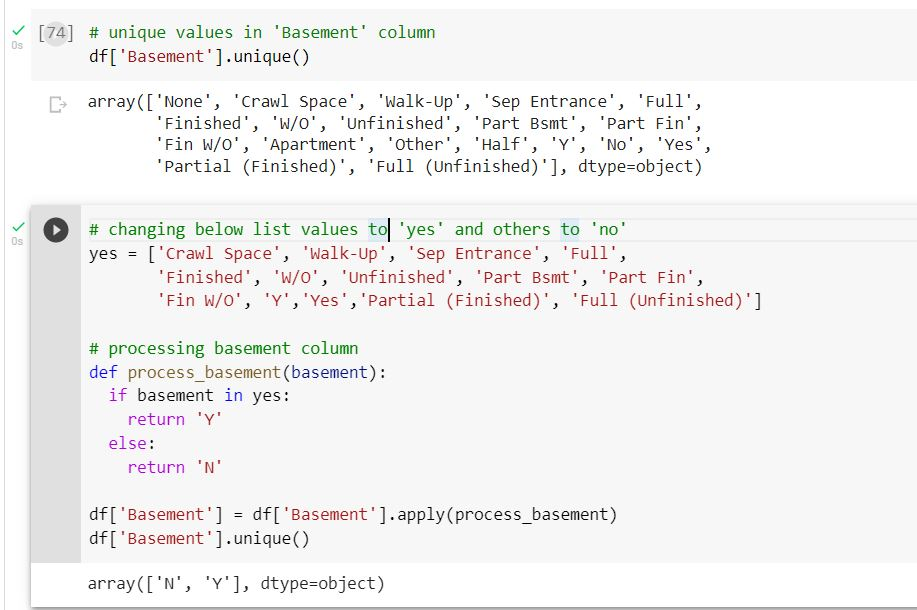 [74] # unique values in 'Basement' column
0s
df['Basement'].unique()
array(['None', 'Crawl Space', 'Walk-Up', 'Sep Entrance', 'Full',
'Finished', 'W/O', 'Unfinished', 'Part Bsmt', 'Part Fin',
'Fin W/O', 'Apartment', 'Other', 'Half', 'Y', 'No', 'Yes',
'Partial (Finished)', 'Full (Unfinished)'], dtype=object)
# changing below list values to 'yes' and others to 'no'
0s
yes = ['Crawl Space', 'Walk-Up', 'Sep Entrance', 'Full',
'Finished', 'W/O', 'Unfinished', 'Part Bsmt', 'Part Fin',
'Fin W/O', 'Y','Yes','Partial (Finished)', 'Full (Unfinished)']
# processing basement column
def process_basement(basement):
if basement in yes:
return 'Y'
else:
return 'N'
df['Basement'] = df['Basement'].apply(process_basement)
df['Basement'].unique()
array(['N', 'Y'], dtype=object)